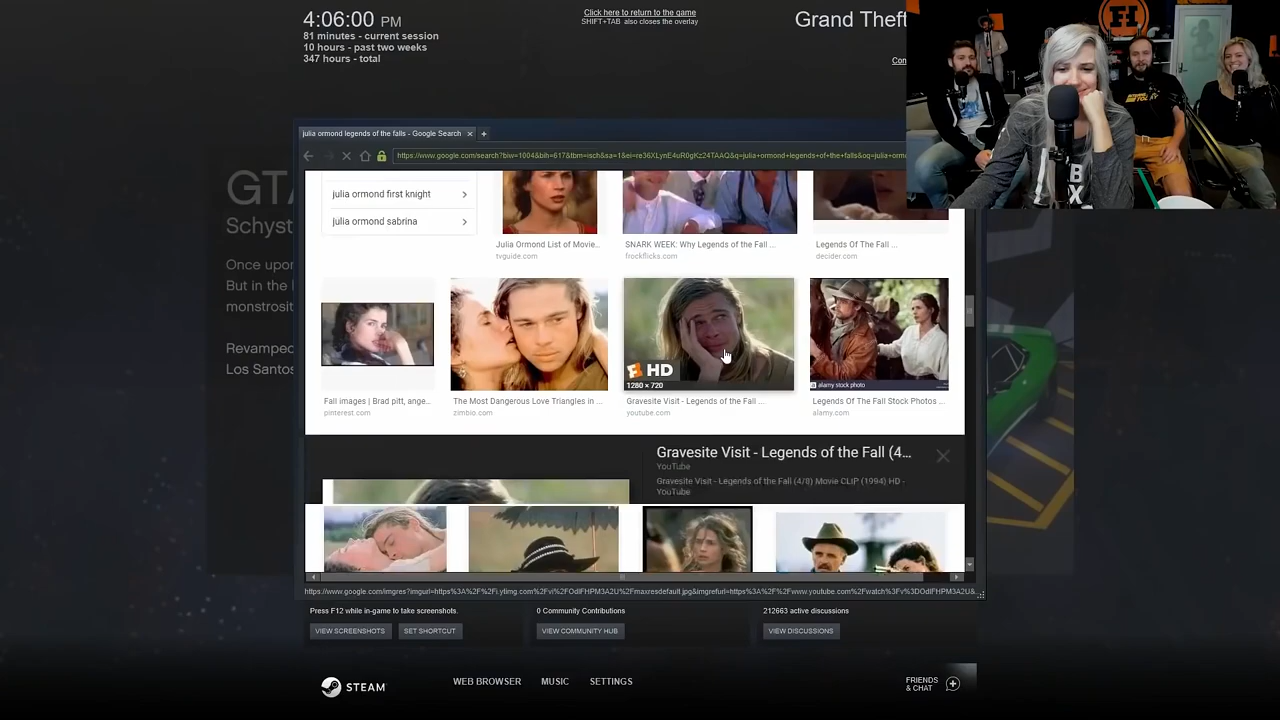 4:06:00 PM
81 minutes - current session
10 hours - past two weeks
347 hours - total
Click here to return to the game
SHIFT+TAB also closes the overlay
Grand Theft
julia ormond legends of the falls - Google Search
GTA
Schyst
Once upon
But in the
monstrosit
Revamped
Los Santos
julia ormond first knight
julia ormond sabrina
Julia Ormond List of Movie...
tvguide.com
SNARK WEEK: Why Legends of the Fall ...
frockflicks.com
Legends Of The Fall ...
decider.com
HD
1280 × 720
alamy stock photo
Fall images | Brad pitt, ange...
pinterest.com
The Most Dangerous Love Triangles in ...
zimbio.com
Gravesite Visit - Legends of the Fall ...
youtube.com
Legends Of The Fall Stock Photos ...
alamy.com
Gravesite Visit - Legends of the Fall (4...
YouTube
Gravesite Visit - Legends of the Fall (4/8) Movie CLIP (1994) HD -
YouTube
Press F12 while in-game to take screenshots.
VIEW SCREENSHOTS
SET SHORTCUT
0 Community Contributions
VIEW COMMUNITY HUB
212663 active discussions
VIEW DISCUSSIONS
STEAM
WEB BROWSER
MUSIC
SETTINGS
FRIENDS
& CHAT